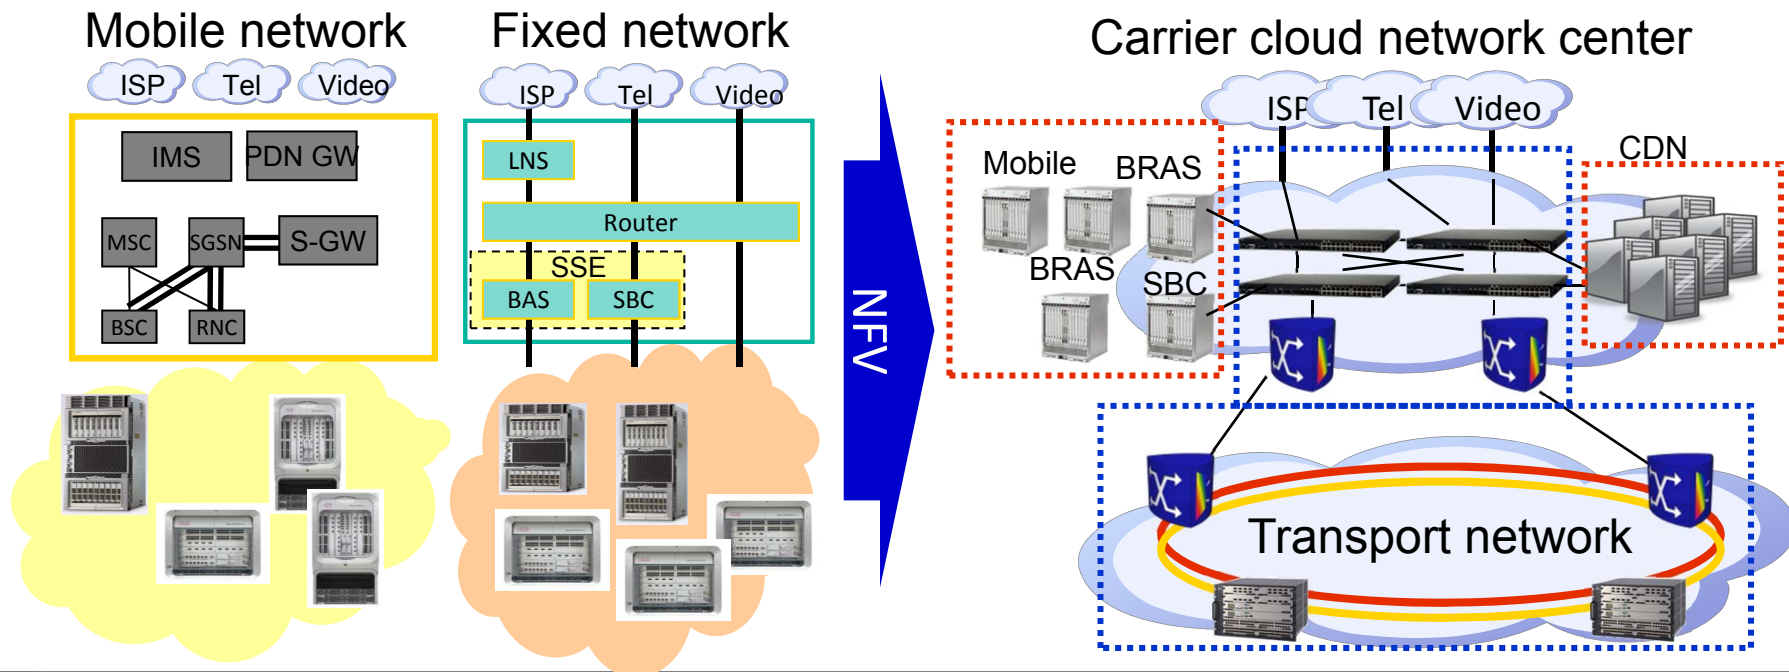 Mobile network
ISP
Tel
Video
IMS
PDN GW
MSC
SGSN
S-GW
BSC
RNC
Fixed network
ISP
Tel
Video
LNS
Router
SSE
BAS
SBC
NFV
Carrier cloud network center
ISP
Tel
Video
Mobile
BRAS
BRAS
SBC
CDN
Transport network